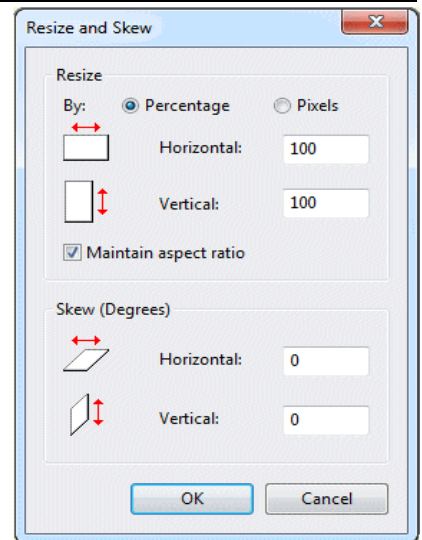 Resize and Skew
Resize
By: Percentage Pixels
Horizontal: 100
Vertical: 100
Maintain aspect ratio
Skew (Degrees)
Horizontal: 0
Vertical: 0
OK Cancel